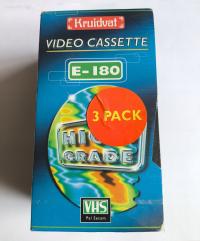 Kruidvat
VIDEO CASSETTE
E-180
3 PACK
HIGH
GRADE
VHS
Pal Secam